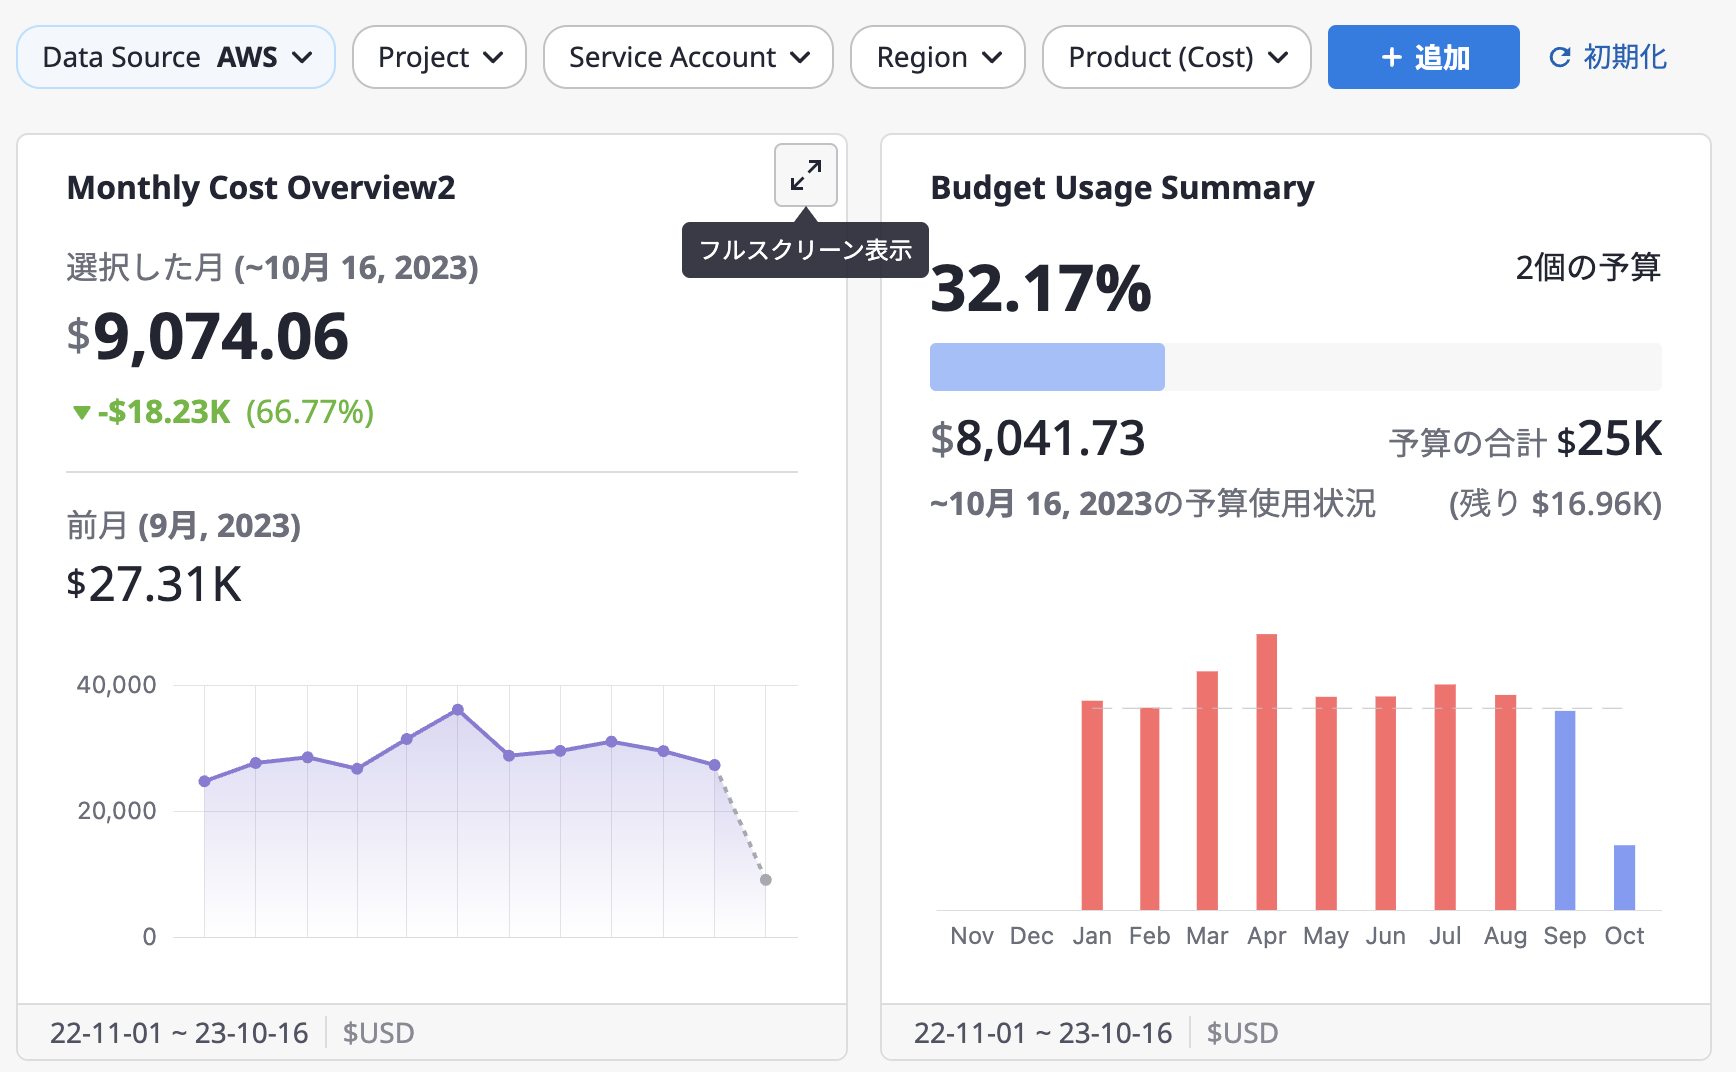 Data Source AWS
Project
Service Account
Region
Product (Cost)
+ 追加
初期化
Monthly Cost Overview2
フルスクリーン表示
選択した月 (~10月 16, 2023)
$9,074.06
-$18.23K (66.77%)
前月 (9月, 2023)
$27.31K
40,000
20,000
0
22-11-01 ~ 23-10-16
$USD
Budget Usage Summary
32.17%
2個の予算
$8,041.73
予算の合計 $25K
~10月 16, 2023の予算使用状況
(残り $16.96K)
Nov Dec Jan Feb Mar Apr May Jun Jul Aug Sep Oct
22-11-01 ~ 23-10-16
$USD